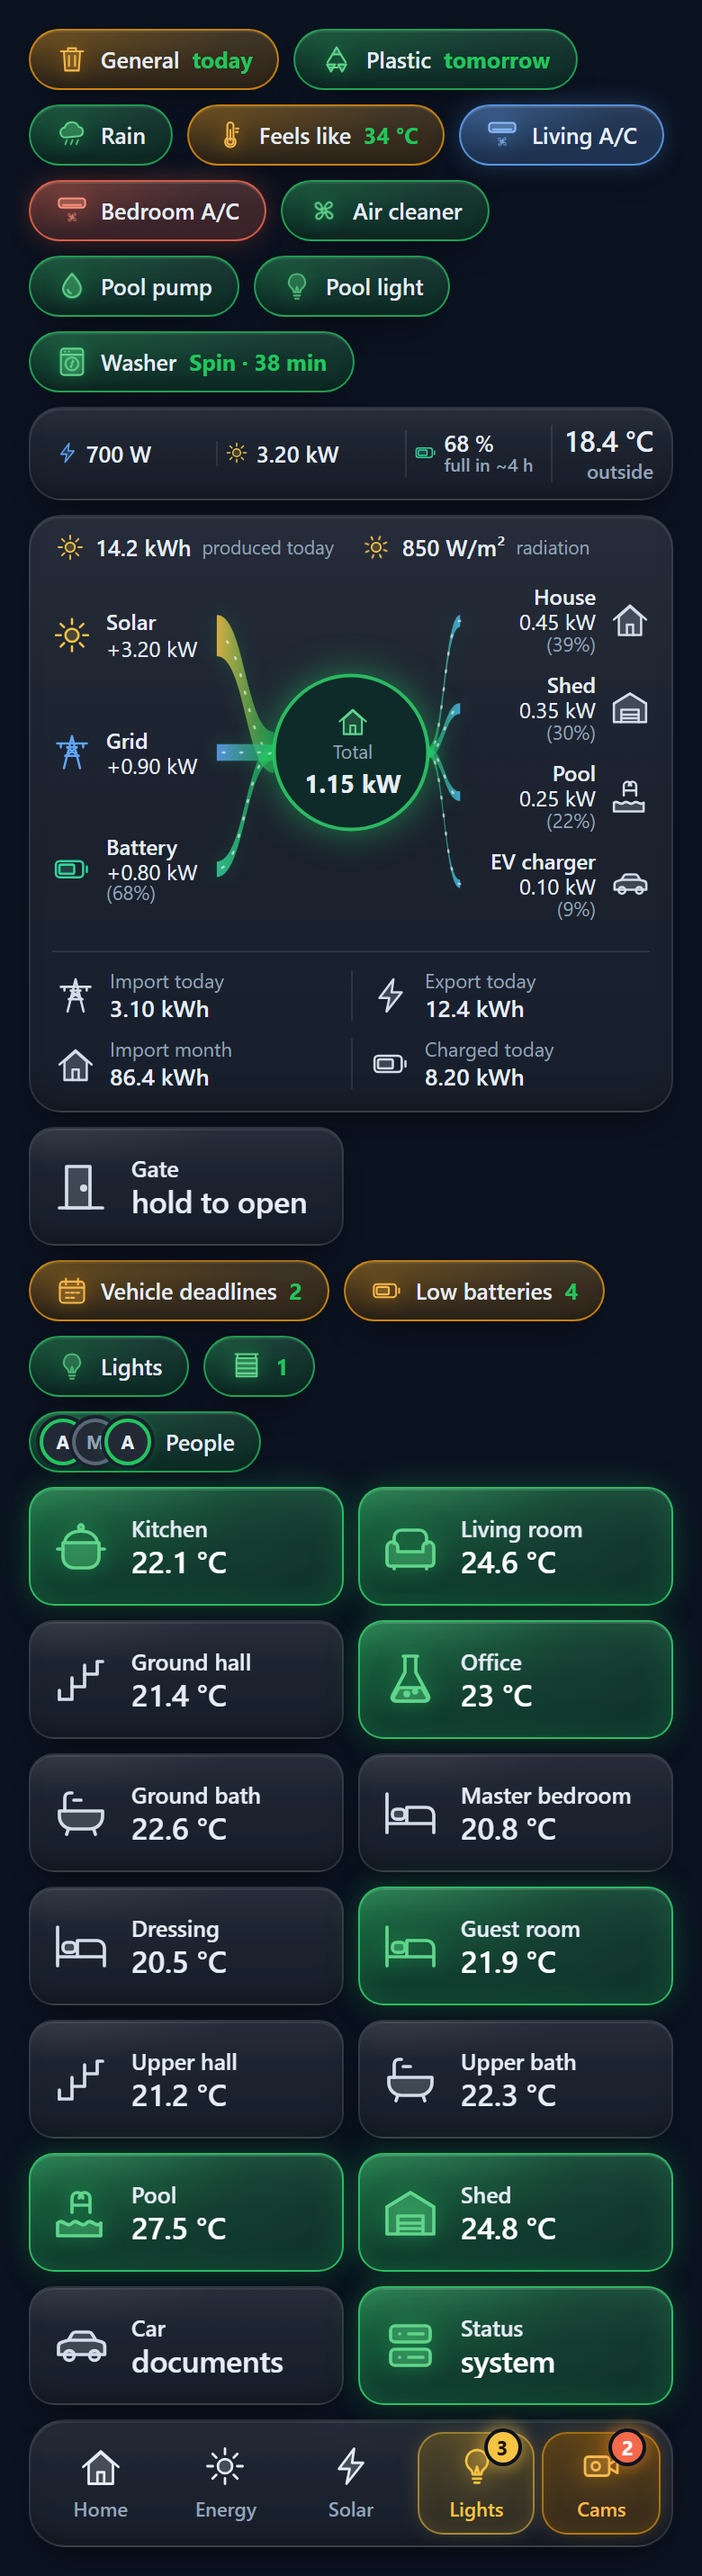 General today
Plastic tomorrow
Rain
Feels like 34 °C
Living A/C
Bedroom A/C
Air cleaner
Pool pump
Pool light
Washer Spin · 38 min
700 W
3.20 kW
68 %
full in ~4 h
18.4 °C
outside
14.2 kWh produced today
850 W/m² radiation
Solar
+3.20 kW
Grid
+0.90 kW
Battery
+0.80 kW
(68%)
Total
1.15 kW
House
0.45 kW
(39%)
Shed
0.35 kW
(30%)
Pool
0.25 kW
(22%)
EV charger
0.10 kW
(9%)
Import today
3.10 kWh
Export today
12.4 kWh
Import month
86.4 kWh
Charged today
8.20 kWh
Gate
hold to open
Vehicle deadlines 2
Low batteries 4
Lights
1
A M A People
Kitchen
22.1 °C
Living room
24.6 °C
Ground hall
21.4 °C
Office
23 °C
Ground bath
22.6 °C
Master bedroom
20.8 °C
Dressing
20.5 °C
Guest room
21.9 °C
Upper hall
21.2 °C
Upper bath
22.3 °C
Pool
27.5 °C
Shed
24.8 °C
Car
documents
Status
system
Home
Energy
Solar
3
Lights
2
Cams